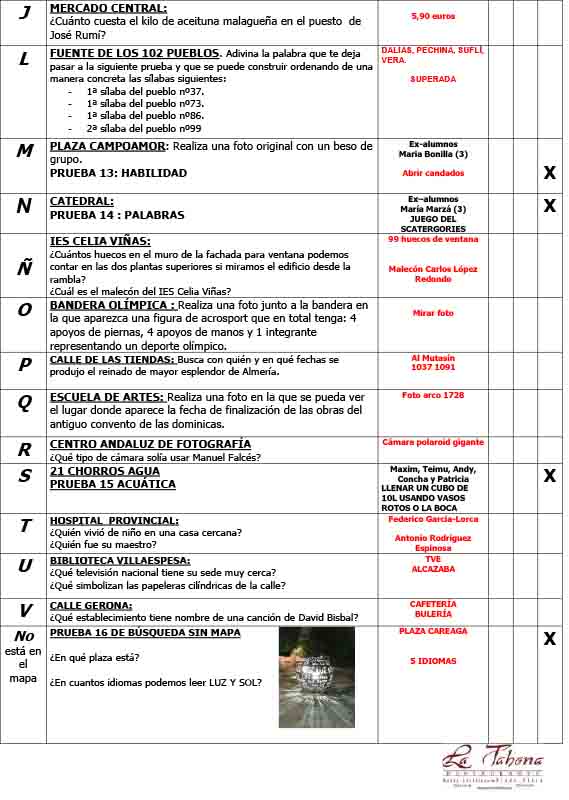 J
MERCADO CENTRAL:
¿Cuánto cuesta el kilo de aceituna malagueña en el puesto de
José Rumí?
5,90 euros
L
FUENTE DE LOS 102 PUEBLOS. Adivina la palabra que te deja
pasar a la siguiente prueba y que se puede construir ordenando de una
manera concreta las sílabas siguientes:
- 1ª sílaba del pueblo nº37.
- 1ª sílaba del pueblo nº73.
- 1ª sílaba del pueblo nº86.
- 2ª sílaba del pueblo nº99
DALIAS, PECHINA, SUFLÍ,
VERA.
SUPERADA
M
PLAZA CAMPOAMOR: Realiza una foto original con un beso de
grupo.
PRUEBA 13: HABILIDAD
Ex-alumnos
Maria Bonilla (3)
Abrir candados
X
N
CATEDRAL:
PRUEBA 14 : PALABRAS
Ex–alumnos
María Marzá (3)
JUEGO DEL
SCATERGORIES
X
Ñ
IES CELIA VIÑAS:
¿Cuántos huecos en el muro de la fachada para ventana podemos
contar en las dos plantas superiores si miramos el edificio desde la
rambla?
¿Cuál es el malecón del IES Celia Viñas?
99 huecos de ventana
Malecón Carlos López
Redondo
O
BANDERA OLÍMPICA : Realiza una foto junto a la bandera en
la que aparezca una figura de acrosport que en total tenga: 4
apoyos de piernas, 4 apoyos de manos y 1 integrante
representando un deporte olímpico.
Mirar foto
P
CALLE DE LAS TIENDAS: Busca con quién y en qué fechas se
produjo el reinado de mayor esplendor de Almería.
Al Mutasin
1037 1091
Q
ESCUELA DE ARTES: Realiza una foto en la que se pueda ver
el lugar donde aparece la fecha de finalización de las obras del
antiguo convento de las dominicas.
Foto arco 1728
R
CENTRO ANDALUZ DE FOTOGRAFÍA
¿Qué tipo de cámara solía usar Manuel Falcés?
Cámara polaroid gigante
S
21 CHORROS AGUA
PRUEBA 15 ACUÁTICA
Maxim, Teimu, Andy,
Concha y Patricia
LLENAR UN CUBO DE
10L USANDO VASOS
ROTOS O LA BOCA
X
T
HOSPITAL PROVINCIAL:
¿Quién vivió de niño en una casa cercana?
¿Quién fue su maestro?
Federico García-Lorca
Antonio Rodríguez
Espinosa
U
BIBLIOTECA VILLAESPESA:
¿Qué televisión nacional tiene su sede muy cerca?
¿Qué simbolizan las papeleras cilíndricas de la calle?
TVE
ALCAZABA
V
CALLE GERONA:
¿Qué establecimiento tiene nombre de una canción de David Bisbal?
CAFETERÍA
BULERÍA
No
está en
el
mapa
PRUEBA 16 DE BÚSQUEDA SIN MAPA
¿En qué plaza está?
¿En cuantos idiomas podemos leer LUZ Y SOL?
PLAZA CAREAGA
5 IDIOMAS
X
La Tahona